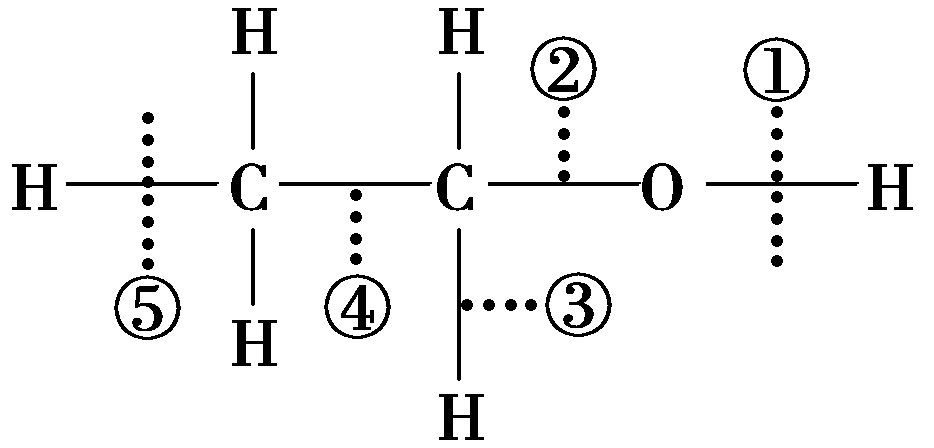 H H
② ①
H C C O H
⑤ ④ ③
H
H